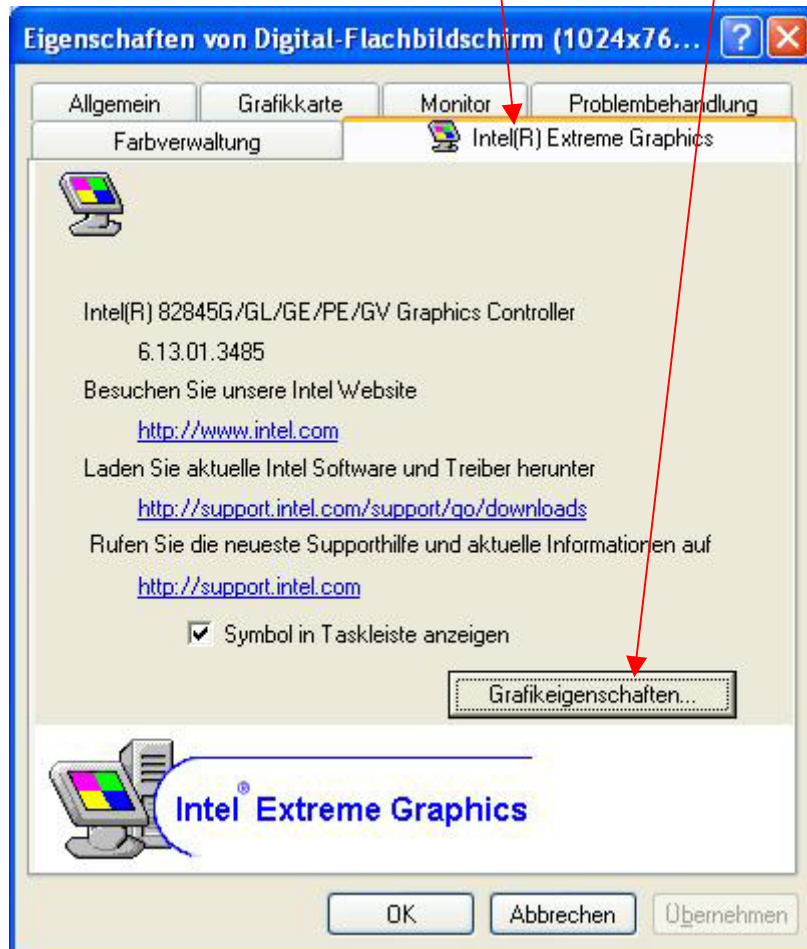 Eigenschaften von Digital-Flachbildschirm (1024x76...
Allgemein Grafikkarte Monitor Problembehandlung
Farbverwaltung Intel(R) Extreme Graphics
Intel(R) 82845G/GL/GE/PE/GV Graphics Controller
6.13.01.3485
Besuchen Sie unsere Intel Website
http://www.intel.com
Laden Sie aktuelle Intel Software und Treiber herunter
http://support.intel.com/support/go/downloads
Rufen Sie die neueste Supporthilfe und aktuelle Informationen auf
http://support.intel.com
Symbol in Taskleiste anzeigen
Grafikeigenschaften...
Intel® Extreme Graphics
OK Abbrechen Übernehmen